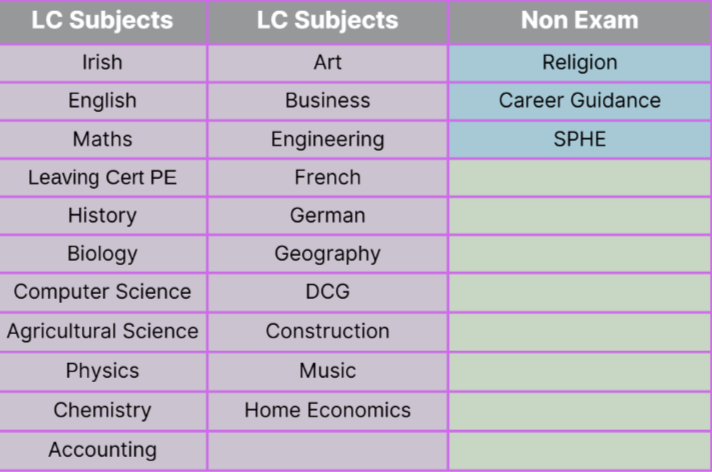 LC Subjects LC Subjects Non Exam
Irish Art Religion
English Business Career Guidance
Maths Engineering SPHE
Leaving Cert PE French
History German
Biology Geography
Computer Science DCG
Agricultural Science Construction
Physics Music
Chemistry Home Economics
Accounting